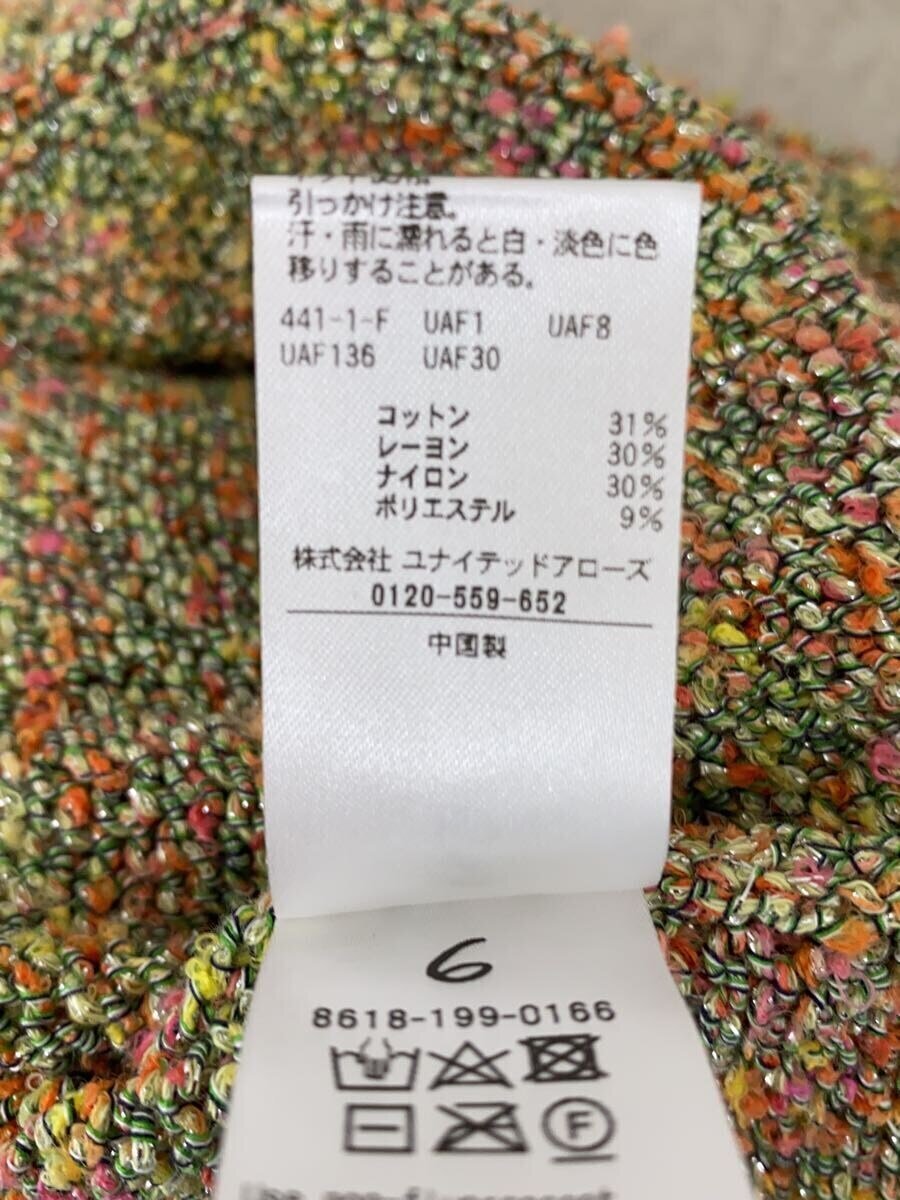 引っかけ注意。
汗・雨に濡れると白・淡色に色
移りすることがある。
441-1-F UAF1 UAF8
UAF136 UAF30
コットン 31%
レーヨン 30%
ナイロン 30%
ポリエステル 9%
株式会社 ユナイテッドアローズ
0120-559-652
中国製
6
8618-199-0166
F